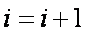 i = i + 1